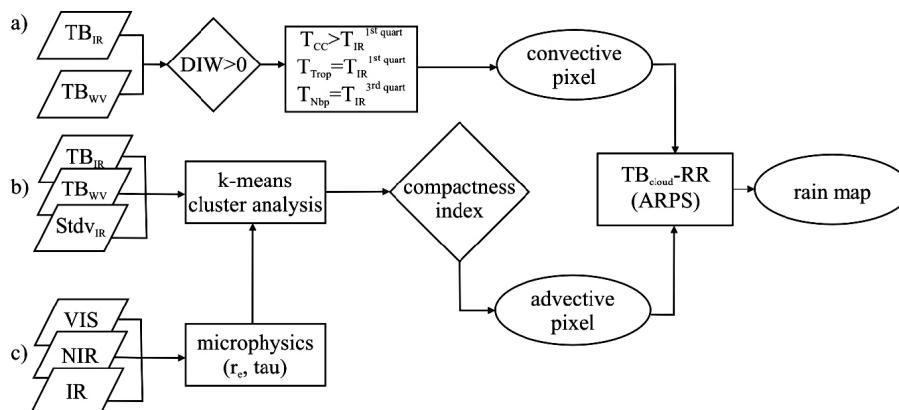 a)
TB_IR
TB_WV
DIW>0
T_CC>T_IR^1st quart
T_Trop=T_IR^1st quart
T_Nbp=T_IR^3rd quart
convective
pixel
b)
TB_IR
TB_WV
Stdv_IR
k-means
cluster analysis
compactness
index
TB_cloud-RR
(ARPS)
rain map
advective
pixel
c)
VIS
NIR
IR
microphysics
(r_e, tau)